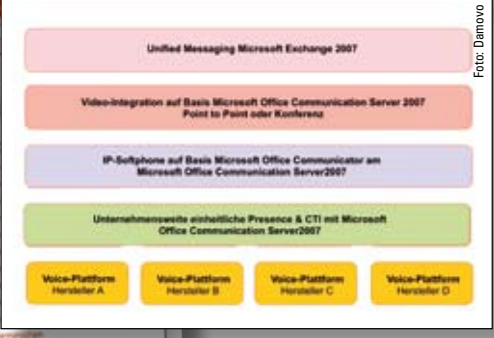 Foto: Damovo
Unified Messaging Microsoft Exchange 2007
Video-Integration auf Basis Microsoft Office Communication Server 2007
Point to Point oder Konferenz
IP-Softphone auf Basis Microsoft Office Communicator am
Microsoft Office Communication Server2007
Unternehmensweite einheitliche Presence & CTI mit Microsoft
Office Communication Server2007
Voice-Plattform
Hersteller A
Voice-Plattform
Hersteller B
Voice-Plattform
Hersteller C
Voice-Plattform
Hersteller D